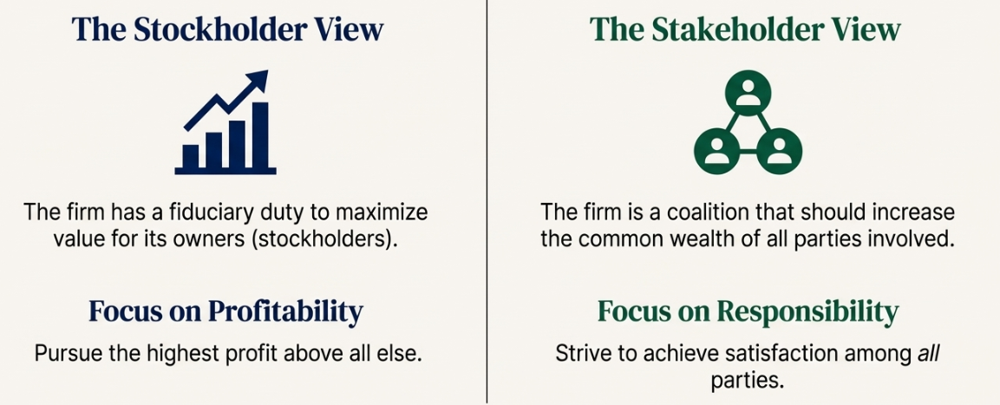 The Stockholder View
The firm has a fiduciary duty to maximize
value for its owners (stockholders).
Focus on Profitability
Pursue the highest profit above all else.
The Stakeholder View
The firm is a coalition that should increase
the common wealth of all parties involved.
Focus on Responsibility
Strive to achieve satisfaction among all
parties.